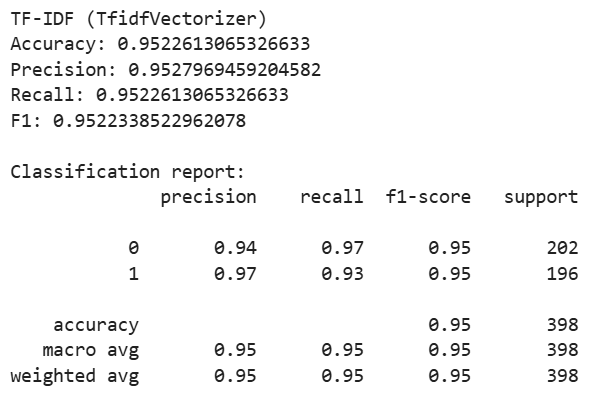 TF-IDF (TfidfVectorizer)
Accuracy: 0.9522613065326633
Precision: 0.9527969459204582
Recall: 0.9522613065326633
F1: 0.9522338522962078

Classification report:
              precision    recall  f1-score   support

           0       0.94      0.97      0.95       202
           1       0.97      0.93      0.95       196

    accuracy                           0.95       398
   macro avg       0.95      0.95      0.95       398
weighted avg       0.95      0.95      0.95       398